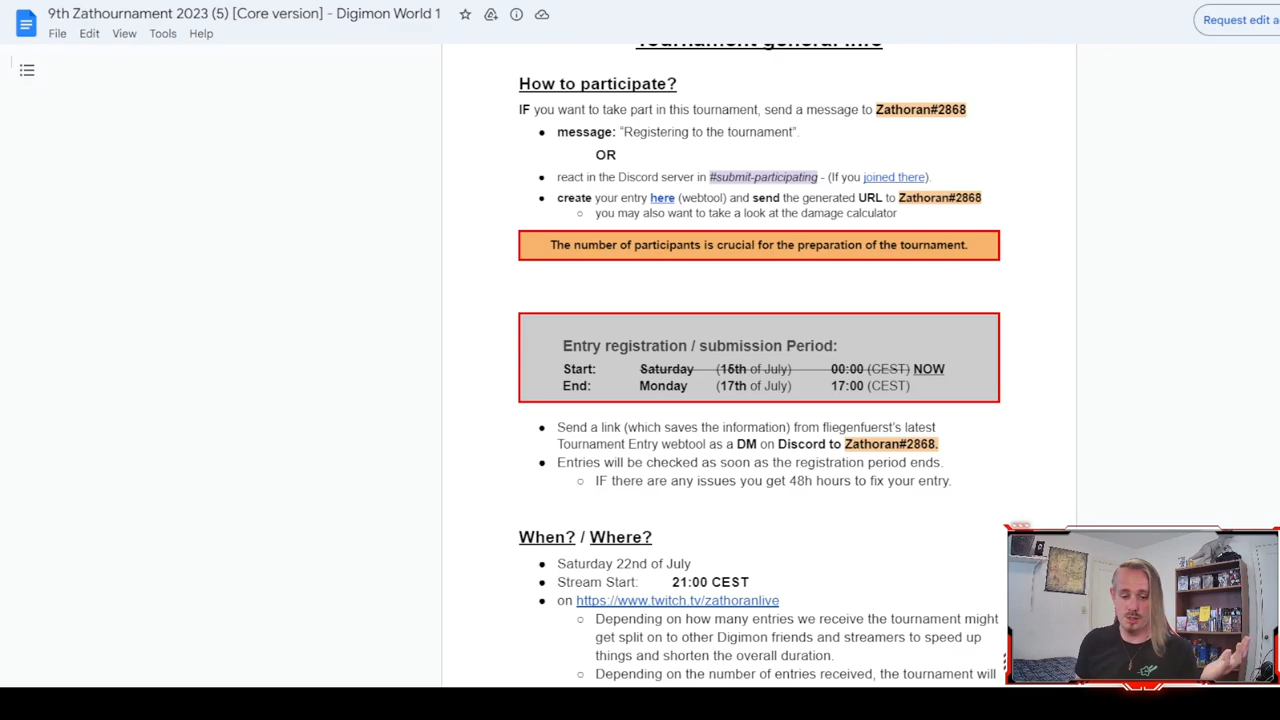 9th Zathournament 2023 (5) [Core version] - Digimon World 1
File Edit View Tools Help
Request edit a
Tournament general info
How to participate?
IF you want to take part in this tournament, send a message to Zathoran#2868
● message: "Registering to the tournament".
OR
● react in the Discord server in #submit-participating - (If you joined there).
● create your entry here (webtool) and send the generated URL to Zathoran#2868
○ you may also want to take a look at the damage calculator
The number of participants is crucial for the preparation of the tournament.
Entry registration / submission Period:
Start: Saturday (15th of July) 00:00 (CEST) NOW
End: Monday (17th of July) 17:00 (CEST)
● Send a link (which saves the information) from fliegenfuerst's latest
Tournament Entry webtool as a DM on Discord to Zathoran#2868.
● Entries will be checked as soon as the registration period ends.
○ IF there are any issues you get 48h hours to fix your entry.
When? / Where?
● Saturday 22nd of July
● Stream Start: 21:00 CEST
● on https://www.twitch.tv/zathoranlive
○ Depending on how many entries we receive the tournament might
get split on to other Digimon friends and streamers to speed up
things and shorten the overall duration.
○ Depending on the number of entries received, the tournament will